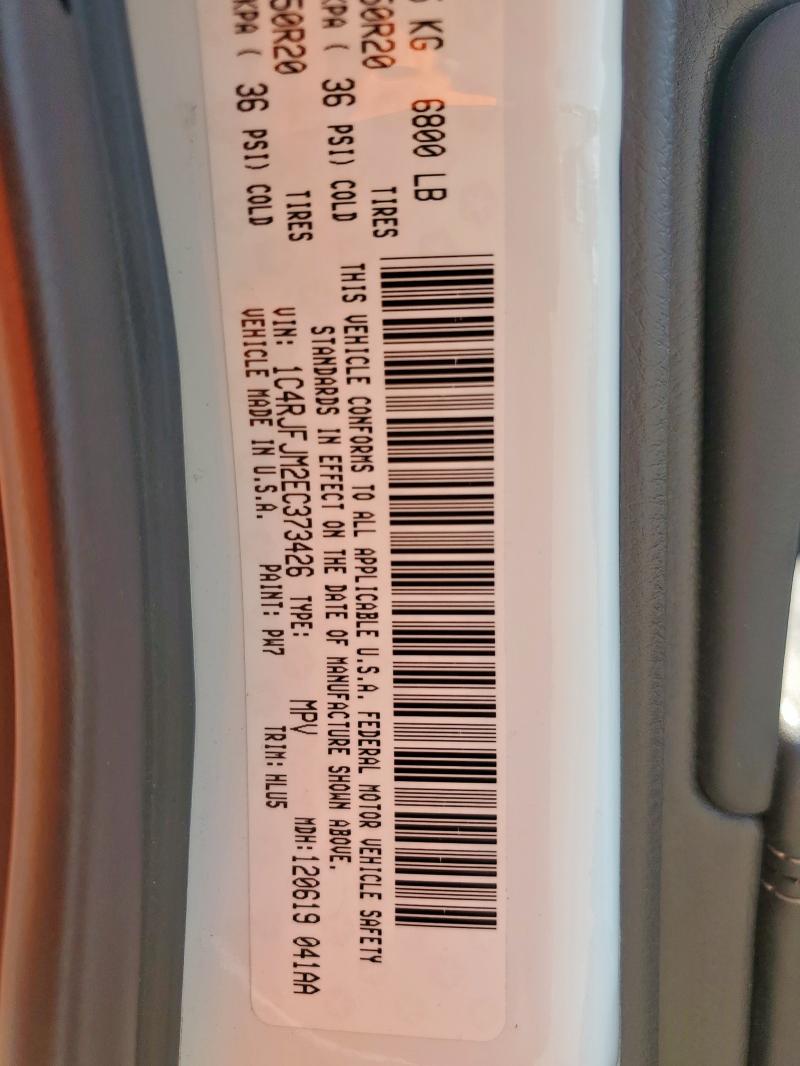 6 KG 6800 LB
TIRES
50R20
KPA ( 36 PSI) COLD
TIRES
50R20
KPA ( 36 PSI) COLD
THIS VEHICLE CONFORMS TO ALL APPLICABLE U.S.A. FEDERAL MOTOR VEHICLE SAFETY
STANDARDS IN EFFECT ON THE DATE OF MANUFACTURE SHOWN ABOVE.
VIN: 1C4RJFJM2EC373426 TYPE: MPV MDH:120619 041AA
VEHICLE MADE IN U.S.A. PAINT: PW7 TRIM: HLU5